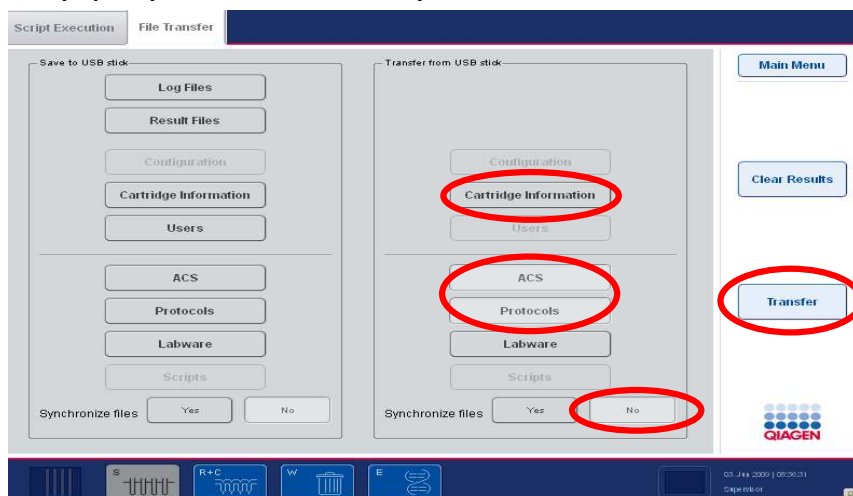 Script Execution File Transfer
Save to USB stick
Log Files
Result Files
Configuration
Cartridge Information
Users
ACS
Protocols
Labware
Scripts
Synchronize files Yes No
Transfer from USB stick
Configuration
Cartridge Information
Users
ACS
Protocols
Labware
Scripts
Synchronize files Yes No
Main Menu
Clear Results
Transfer
QIAGEN
S
R+C
W
E
Supervisor